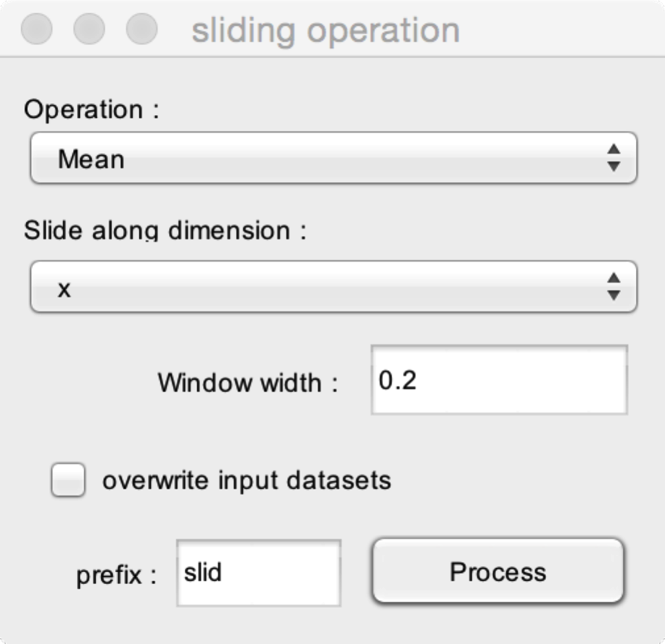 sliding operation
Operation :
Mean
Slide along dimension :
x
Window width :
0.2
overwrite input datasets
prefix :
slid
Process